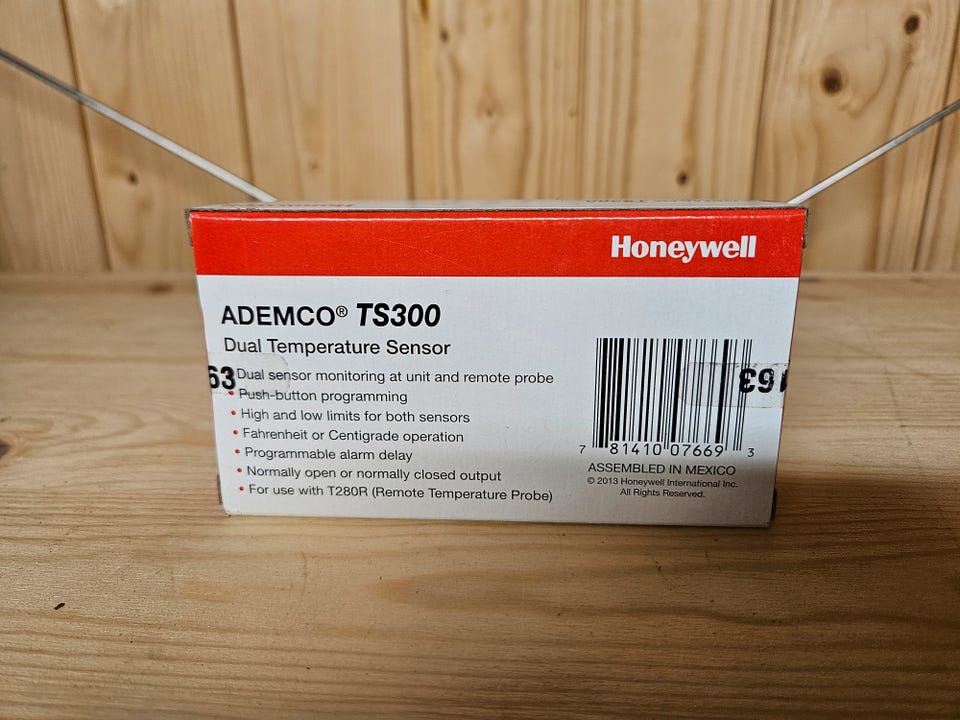 Honeywell
ADEMCO® TS300
Dual Temperature Sensor
63
• Dual sensor monitoring at unit and remote probe
• Push-button programming
• High and low limits for both sensors
• Fahrenheit or Centigrade operation
• Programmable alarm delay
• Normally open or normally closed output
• For use with T280R (Remote Temperature Probe)
163
7 81410 07669 3
ASSEMBLED IN MEXICO
© 2013 Honeywell International Inc.
All Rights Reserved.